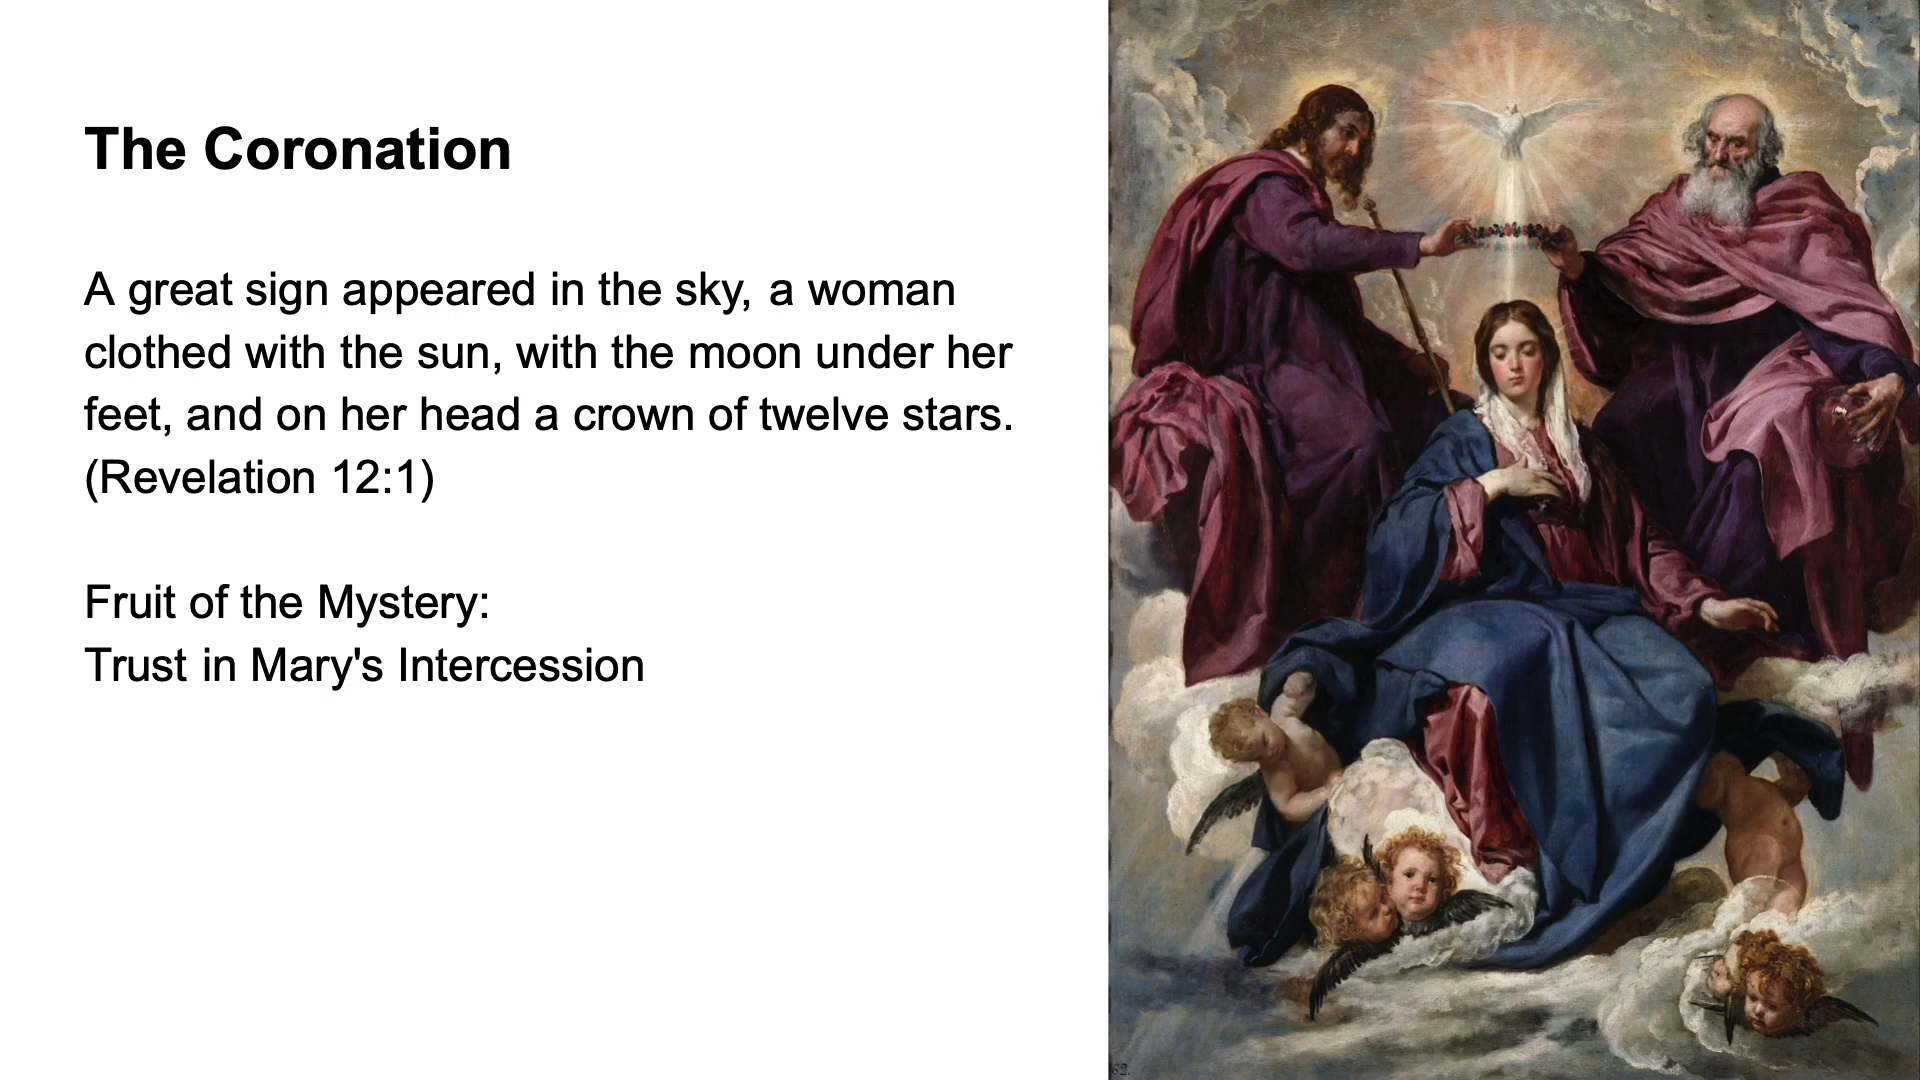 The Coronation
A great sign appeared in the sky, a woman
clothed with the sun, with the moon under her
feet, and on her head a crown of twelve stars.
(Revelation 12:1)
Fruit of the Mystery:
Trust in Mary's Intercession
62.